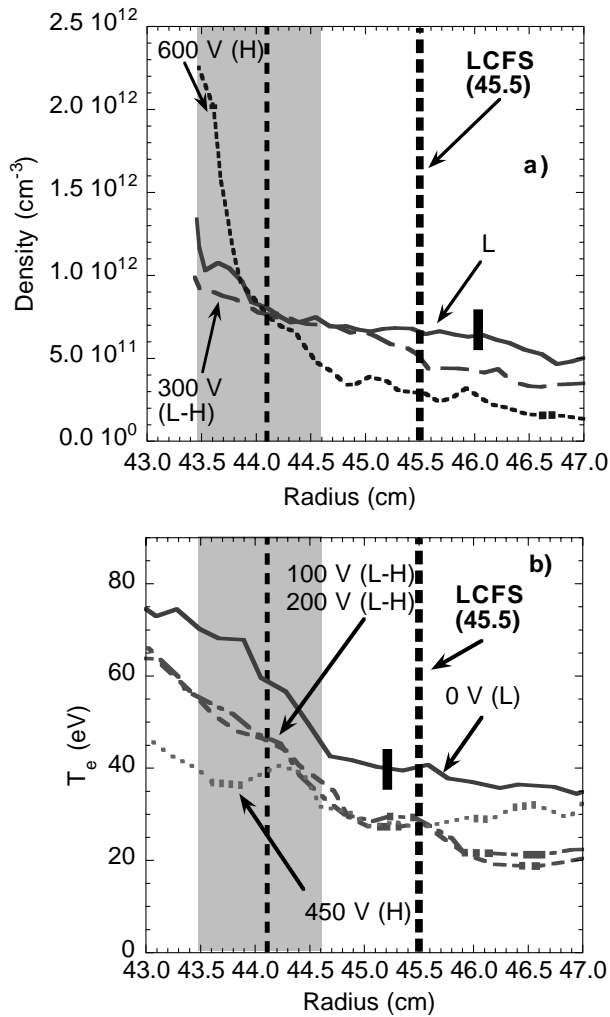 2.5 10¹²
600 V (H)
LCFS
(45.5)
2.0 10¹²
a)
1.5 10¹²
Density (cm⁻³)
L
1.0 10¹²
5.0 10¹¹
300 V
(L-H)
0.0 10⁰
43.0 43.5 44.0 44.5 45.0 45.5 46.0 46.5 47.0
Radius (cm)
b)
100 V (L-H)
200 V (L-H)
LCFS
(45.5)
80
0 V (L)
60
Tₑ (eV)
40
20
450 V (H)
0
43.0 43.5 44.0 44.5 45.0 45.5 46.0 46.5 47.0
Radius (cm)